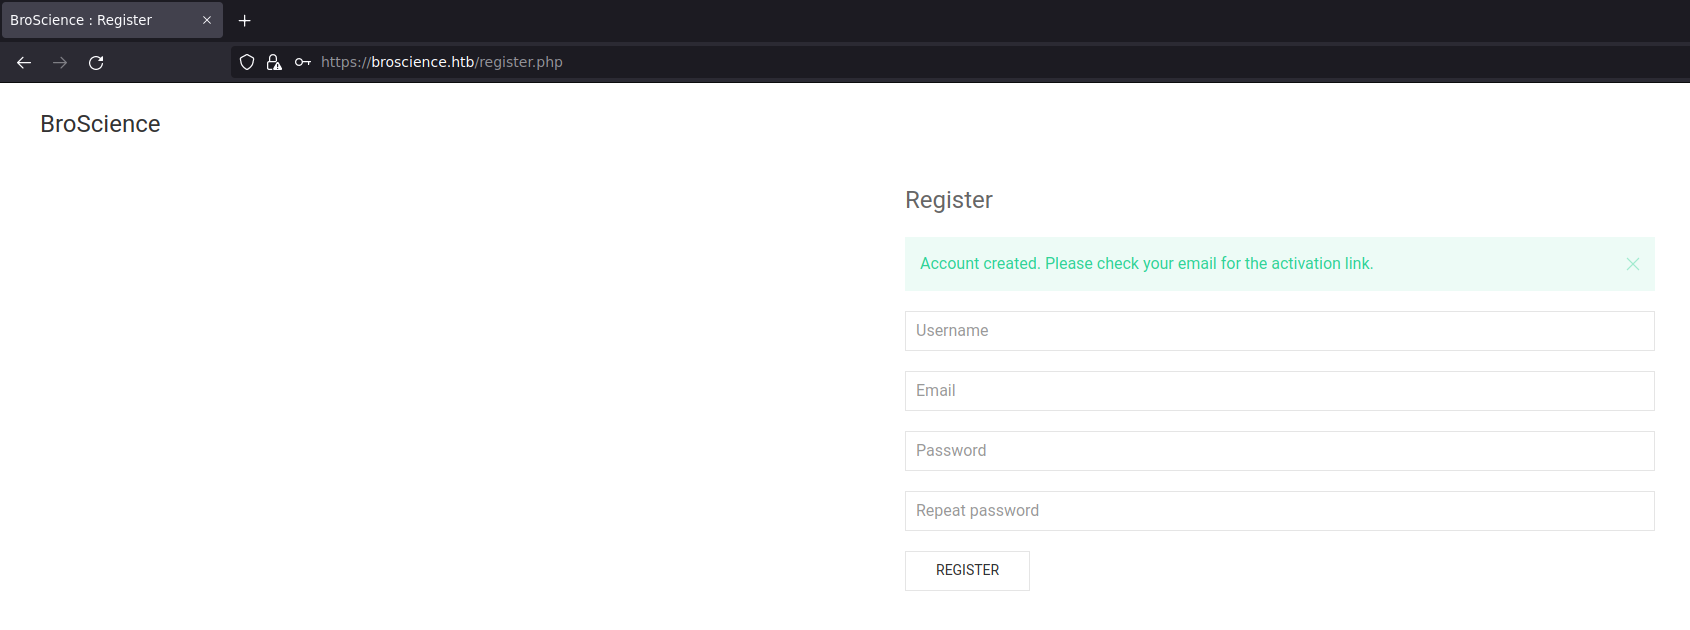 BroScience : Register
https://broscience.htb/register.php
BroScience
Register
Account created. Please check your email for the activation link.
Username
Email
Password
Repeat password
REGISTER